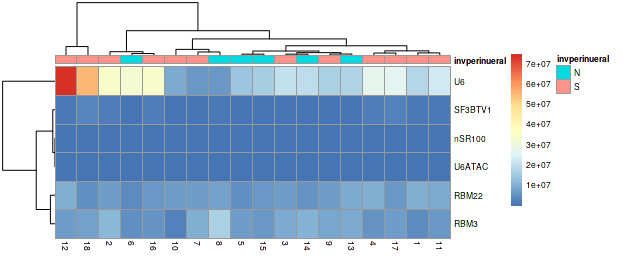 invperinueral
invperinueral
U6
SF3BTV1
nSR100
U6ATAC
RBM22
RBM3
12 18 2 6 16 10 7 8 5 15 3 14 9 13 4 17 1 11
7e+07
6e+07
5e+07
4e+07
3e+07
2e+07
1e+07
N
S